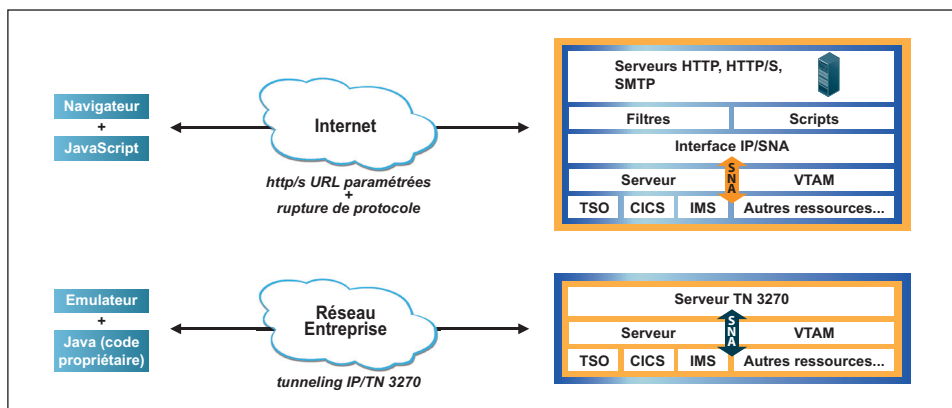 Navigateur
+
JavaScript
Internet
http/s URL paramétrées
+
rupture de protocole
Serveurs HTTP, HTTP/S,
SMTP
Filtres
Scripts
Interface IP/SNA
SNA
Serveur
VTAM
TSO
CICS
IMS
Autres ressources...
Emulateur
+
Java (code
propriétaire)
Réseau
Entreprise
tunneling IP/TN 3270
Serveur TN 3270
SNA
Serveur
VTAM
TSO
CICS
IMS
Autres ressources...